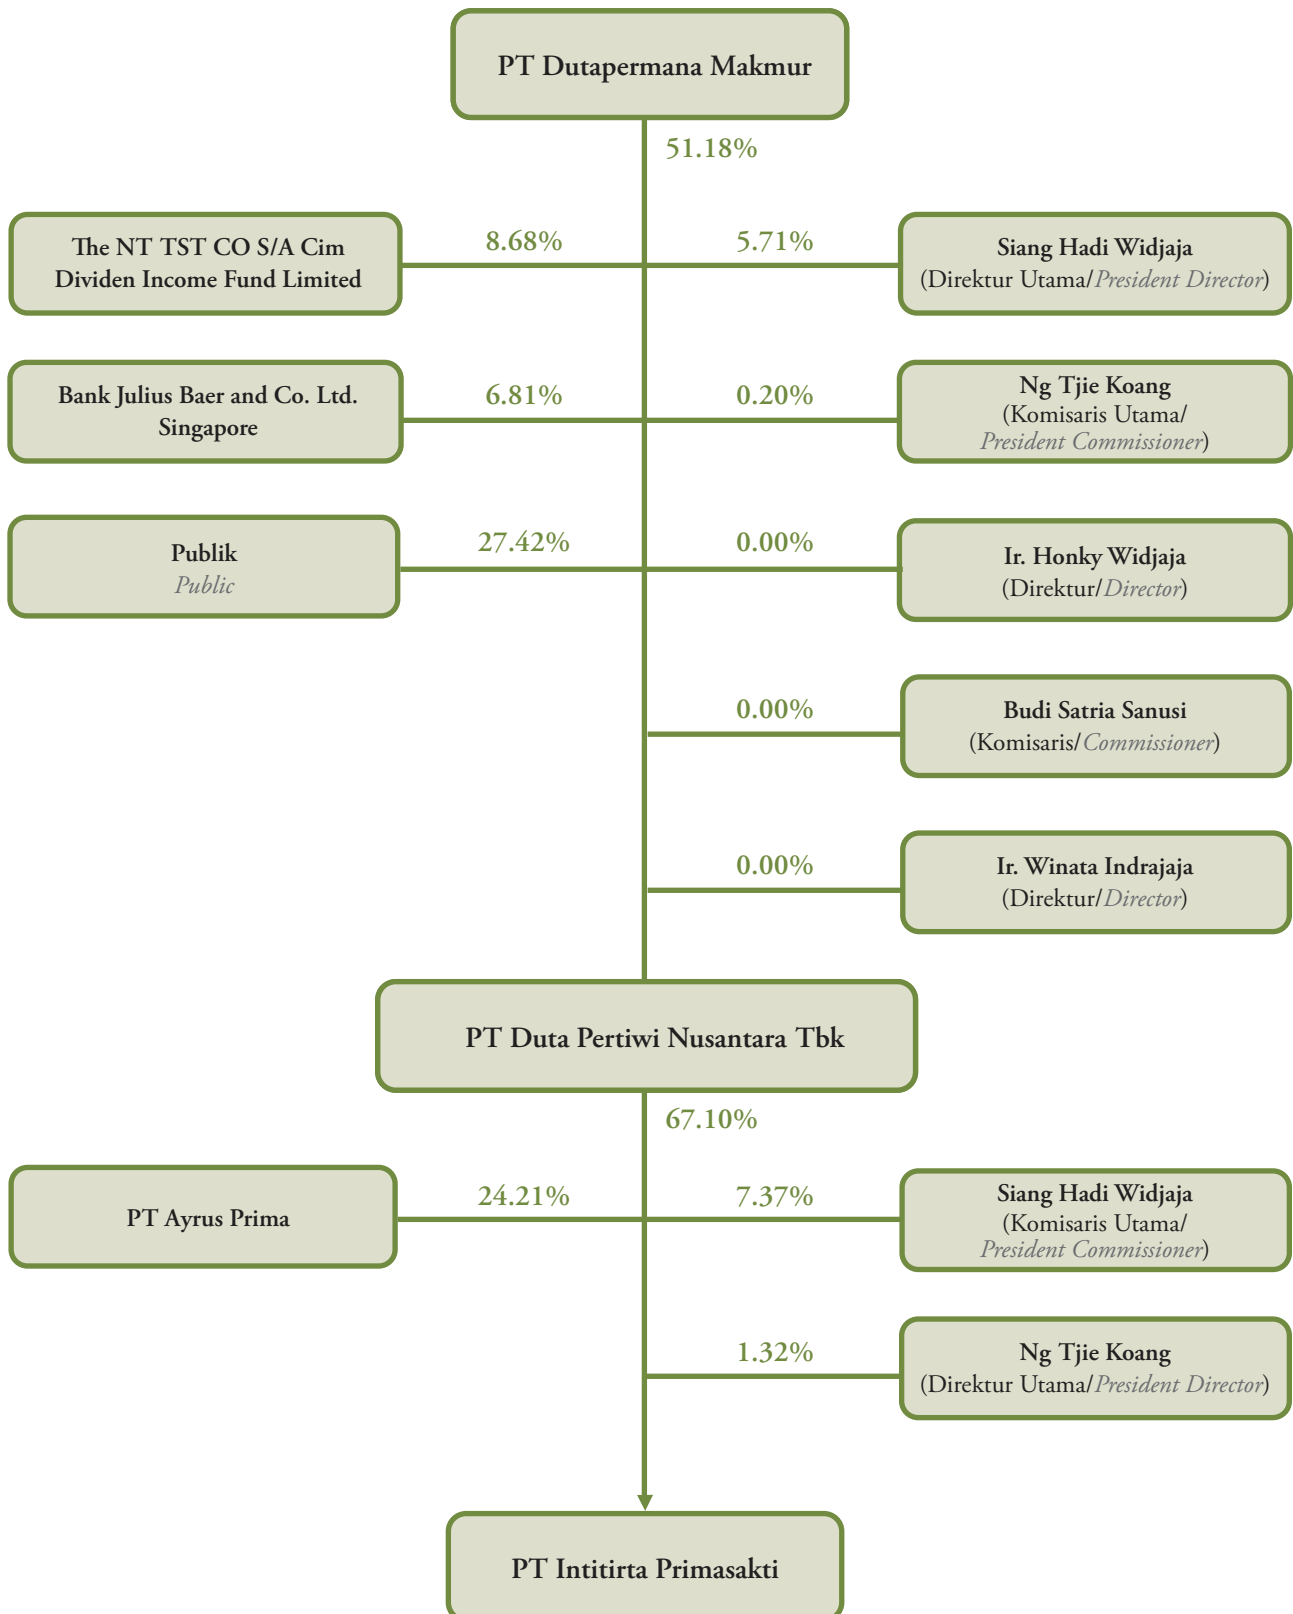 PT Dutapermana Makmur
51.18%
The NT TST CO S/A Cim
Dividen Income Fund Limited
8.68%
5.71%
Siang Hadi Widjaja
(Direktur Utama/President Director)
Bank Julius Baer and Co. Ltd.
Singapore
6.81%
0.20%
Ng Tjie Koang
(Komisaris Utama/
President Commissioner)
Publik
Public
27.42%
0.00%
Ir. Honky Widjaja
(Direktur/Director)
0.00%
Budi Satria Sanusi
(Komisaris/Commissioner)
0.00%
Ir. Winata Indrajaja
(Direktur/Director)
PT Duta Pertiwi Nusantara Tbk
67.10%
PT Ayrus Prima
24.21%
7.37%
Siang Hadi Widjaja
(Komisaris Utama/
President Commissioner)
1.32%
Ng Tjie Koang
(Direktur Utama/President Director)
PT Intitirta Primasakti